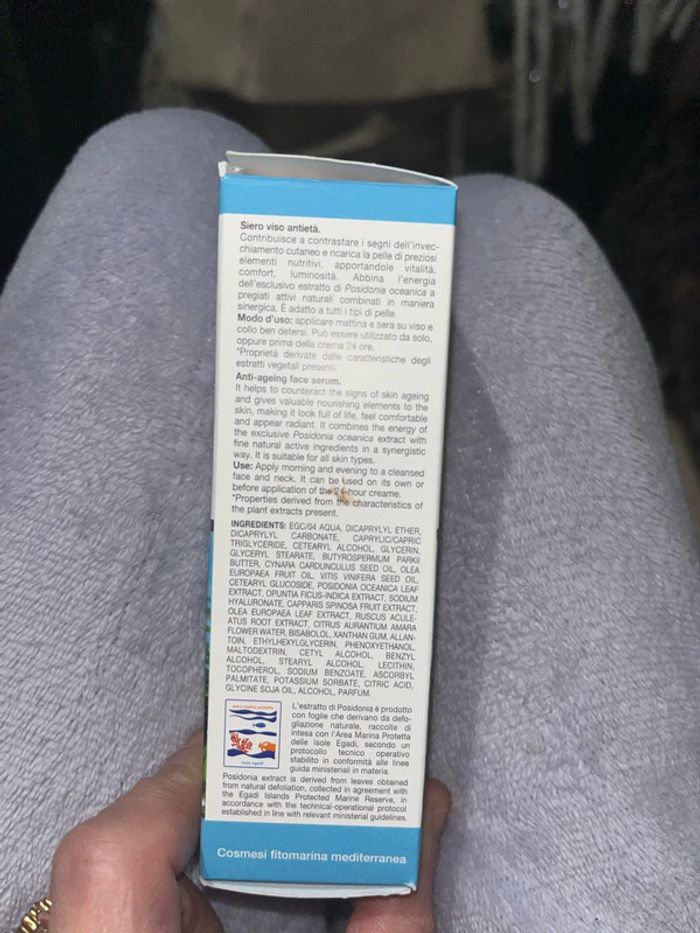 Siero viso antietà.
Contribuisce a contrastare i segni dell'invec-
chiamento cutaneo e ricarica la pelle di preziosi
elementi nutritivi, apportandole vitalità,
comfort, luminosità. Abbina l'energia
dell'esclusivo estratto di Posidonia oceanica a
pregiati attivi naturali combinati in maniera
sinergica. È adatto a tutti i tipi di pelle.
Modo d'uso: applicare mattina e sera su viso e
collo ben detersi. Può essere utilizzato da solo,
oppure prima della crema 24 ore.
*Proprietà derivate dalle caratteristiche degli
estratti vegetali presenti.
Anti-ageing face serum.
It helps to counteract the signs of skin ageing
and gives valuable nourishing elements to the
skin, making it look full of life, feel comfortable
and appear radiant. It combines the energy of
the exclusive Posidonia oceanica extract with
fine natural active ingredients in a synergistic
way. It is suitable for all skin types.
Use: Apply morning and evening to a cleansed
face and neck. It can be used on its own or
before application of the 24-hour creame.
*Properties derived from the characteristics of
the plant extracts present.
INGREDIENTS: EGC/04 AQUA, DICAPRYLYL ETHER,
DICAPRYLYL CARBONATE, CAPRYLIC/CAPRIC
TRIGLYCERIDE, CETEARYL ALCOHOL, GLYCERIN,
GLYCERYL STEARATE, BUTYROSPERMUM PARKII
BUTTER, CYNARA CARDUNCULUS SEED OIL, OLEA
EUROPAEA FRUIT OIL, VITIS VINIFERA SEED OIL,
CETEARYL GLUCOSIDE, POSIDONIA OCEANICA LEAF
EXTRACT, OPUNTIA FICUS-INDICA EXTRACT, SODIUM
HYALURONATE, CAPPARIS SPINOSA FRUIT EXTRACT,
OLEA EUROPAEA LEAF EXTRACT, RUSCUS ACULE-
ATUS ROOT EXTRACT, CITRUS AURANTIUM AMARA
FLOWER WATER, BISABOLOL, XANTHAN GUM, ALLAN-
TOIN, ETHYLHEXYLGLYCERIN, PHENOXYETHANOL,
MALTODEXTRIN, CETYL ALCOHOL, BENZYL
ALCOHOL, STEARYL ALCOHOL, LECITHIN,
TOCOPHEROL, SODIUM BENZOATE, ASCORBYL
PALMITATE, POTASSIUM SORBATE, CITRIC ACID,
GLYCINE SOJA OIL, ALCOHOL, PARFUM.
area marina protetta
isole egadi
L'estratto di Posidonia è prodotto
con foglie che derivano da defo-
gliazione naturale, raccolte di
intesa con l'Area Marina Protetta
delle Isole Egadi, secondo un
protocollo tecnico operativo
stabilito in conformità alle linee
guida ministeriali in materia.
Posidonia extract is derived from leaves obtained
from natural defoliation, collected in agreement with
the Egadi Islands Protected Marine Reserve, in
accordance with the technical-operational protocol
established in line with relevant ministerial guidelines.
Cosmesi fitomarina mediterranea